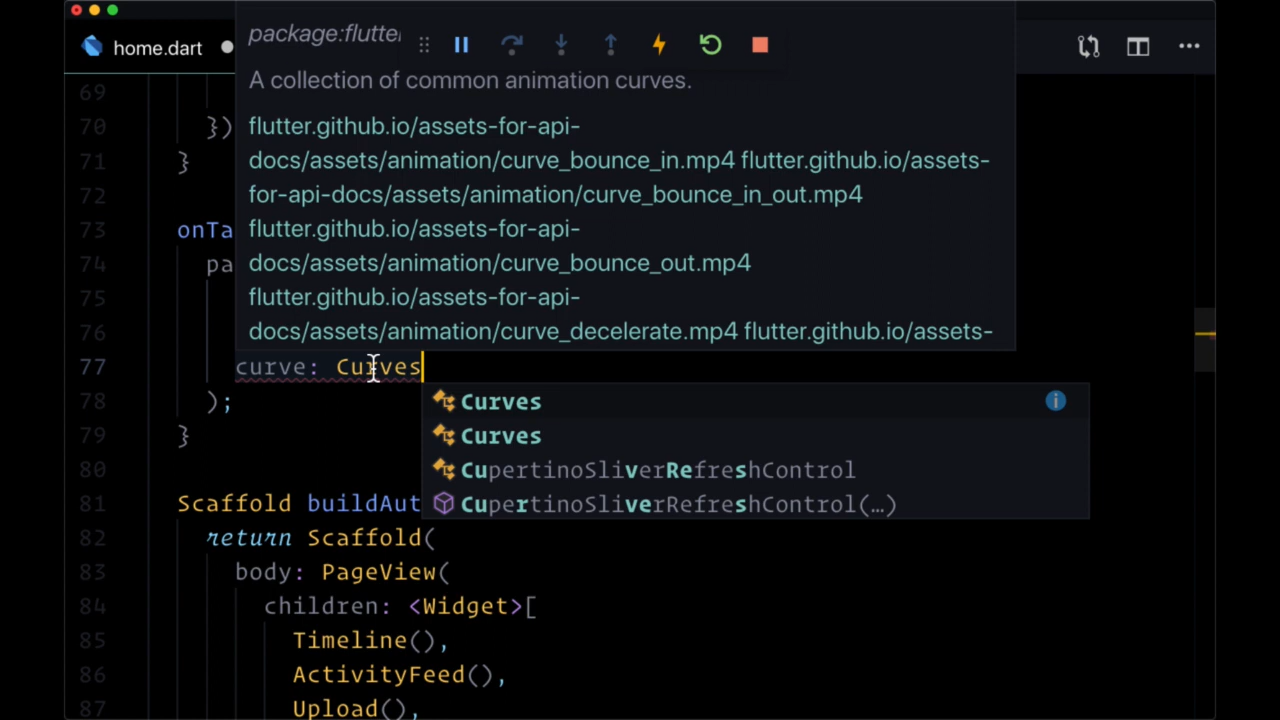 home.dart
package:flutte
A collection of common animation curves.
flutter.github.io/assets-for-api-
docs/assets/animation/curve_bounce_in.mp4 flutter.github.io/assets-
for-api-docs/assets/animation/curve_bounce_in_out.mp4
flutter.github.io/assets-for-api-
docs/assets/animation/curve_bounce_out.mp4
flutter.github.io/assets-for-api-
docs/assets/animation/curve_decelerate.mp4 flutter.github.io/assets-
69
70 })
71 }
72
73 onTa
74 pa
75
76
77 curve: Curves
Curves
Curves
CupertinoSliverRefreshControl
CupertinoSliverRefreshControl(…)
78 );
79 }
80
81 Scaffold buildAut
82 return Scaffold(
83 body: PageView(
84 children: <Widget>[
85 Timeline(),
86 ActivityFeed(),
87 Upload(),